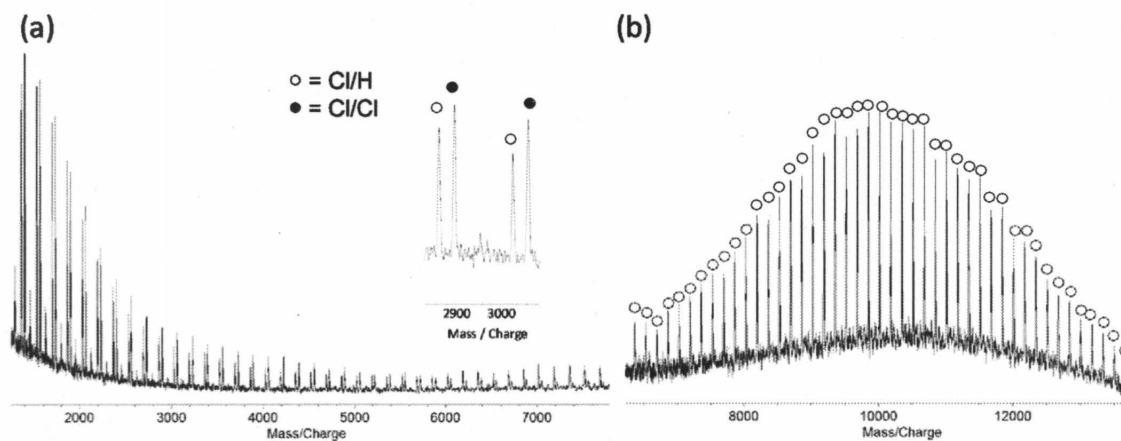 (a)
○ = Cl/H
● = Cl/Cl
2900 3000
Mass / Charge
2000 3000 4000 5000 6000 7000
Mass/Charge
(b)
8000 10000 12000
Mass/Charge